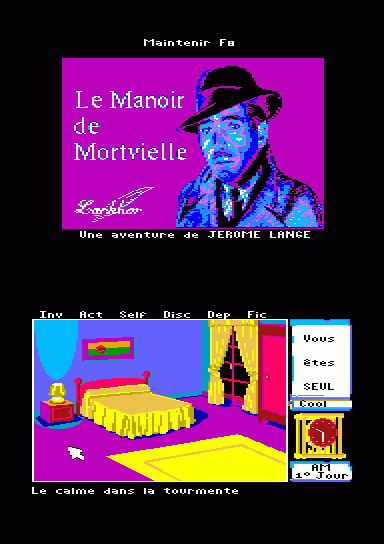 Maintenir F8
Le Manoir
de
Mortvielle
Lankhor
Une aventure de JEROME LANGE
Inv Act Self Disc Dep Fic
Vous
êtes
SEUL
Cool
AM
1º Jour
Le calme dans la tourmente